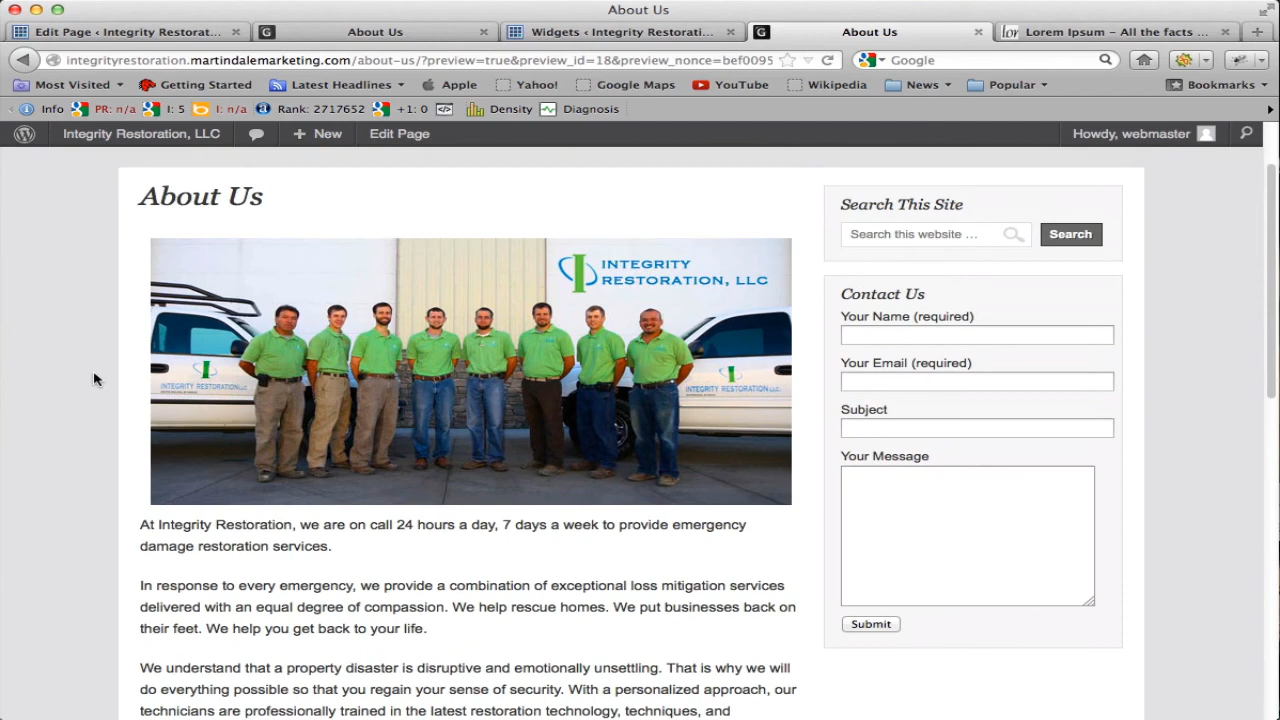 About Us
Edit Page ‹ Integrity Restorat...
About Us
Widgets ‹ Integrity Restorati...
About Us
Lorem Ipsum - All the facts ...
integrityrestoration.martindalemarketing.com/about-us/?preview=true&preview_id=18&preview_nonce=bef0095
Google
Most Visited
Getting Started
Latest Headlines
Apple
Yahoo!
Google Maps
YouTube
Wikipedia
News
Popular
Bookmarks
Info
PR: n/a
I: 5
I: n/a
Rank: 2717652
+1: 0
Density
Diagnosis
Integrity Restoration, LLC
New
Edit Page
Howdy, webmaster
About Us
INTEGRITY
RESTORATION, LLC
INTEGRITY RESTORATION, LLC
INTEGRITY RESTORATION, LLC
At Integrity Restoration, we are on call 24 hours a day, 7 days a week to provide emergency
damage restoration services.
In response to every emergency, we provide a combination of exceptional loss mitigation services
delivered with an equal degree of compassion. We help rescue homes. We put businesses back on
their feet. We help you get back to your life.
We understand that a property disaster is disruptive and emotionally unsettling. That is why we will
do everything possible so that you regain your sense of security. With a personalized approach, our
technicians are professionally trained in the latest restoration technology, techniques, and
Search This Site
Search this website …
Search
Contact Us
Your Name (required)
Your Email (required)
Subject
Your Message
Submit